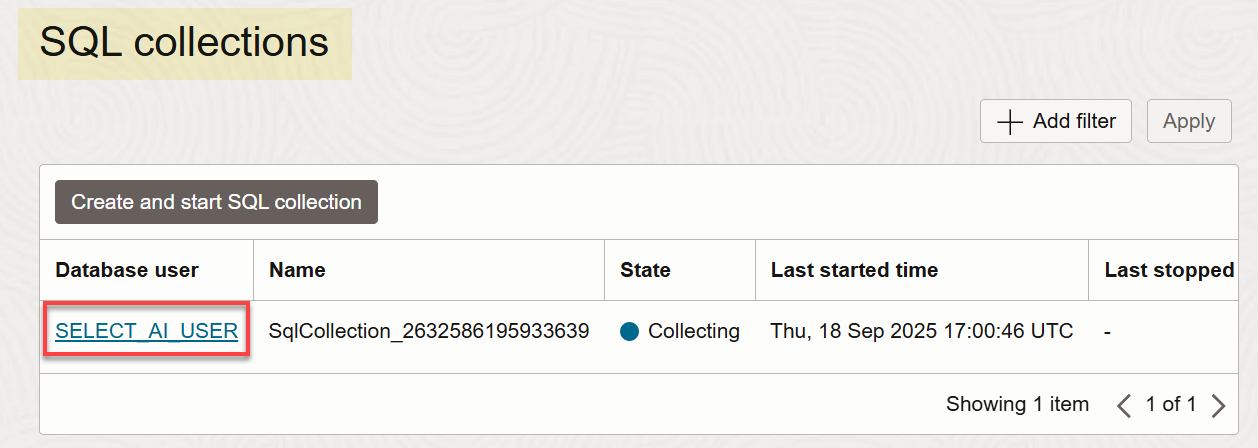 SQL collections
Add filter Apply
Create and start SQL collection
Database user Name State Last started time Last stopped
SELECT_AI_USER SqlCollection_2632586195933639 Collecting Thu, 18 Sep 2025 17:00:46 UTC -
Showing 1 item 1 of 1